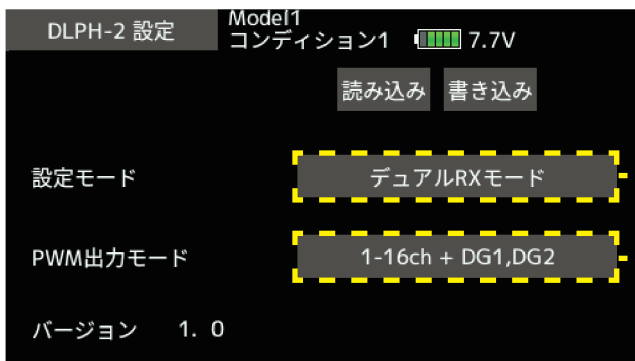 DLPH-2 設定
Model1
コンディション1 7.7V
読み込み 書き込み
設定モード デュアルRXモード
PWM出力モード 1-16ch + DG1,DG2
バージョン 1. 0